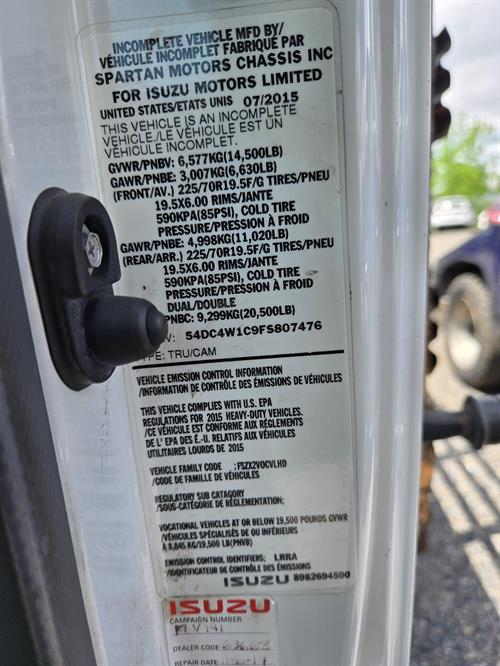 INCOMPLETE VEHICLE MFD BY/
VÉHICULE INCOMPLET FABRIQUÉ PAR
SPARTAN MOTORS CHASSIS INC
FOR ISUZU MOTORS LIMITED
UNITED STATES/ETATS UNIS 07/2015
THIS VEHICLE IS AN INCOMPLETE
VEHICLE./LE VÉHICULE EST UN
VÉHICULE INCOMPLET.
GVWR/PNBV: 6,577KG(14,500LB)
GAWR/PNBE: 3,007KG(6,630LB)
(FRONT/AV.) 225/70R19.5F/G TIRES/PNEU
19.5X6.00 RIMS/JANTE
590KPA(85PSI), COLD TIRE
PRESSURE/PRESSION À FROID
GAWR/PNBE: 4,998KG(11,020LB)
(REAR/ARR.) 225/70R19.5F/G TIRES/PNEU
19.5X6.00 RIMS/JANTE
590KPA(85PSI), COLD TIRE
PRESSURE/PRESSION À FROID
DUAL/DOUBLE
PNBC: 9,299KG(20,500LB)
54DC4W1C9FS807476
TYPE: TRU/CAM
VEHICLE EMISSION CONTROL INFORMATION
/INFORMATION DE CONTRÔLE DES ÉMISSIONS DE VÉHICULES
THIS VEHICLE COMPLIES WITH U.S. EPA
REGULATIONS FOR 2015 HEAVY-DUTY VEHICLES.
/CE VÉHICULE EST CONFORME AUX RÈGLEMENTS
DE L' EPA DES É.-U. RELATIFS AUX VÉHICULES
UTILITAIRES LOURDS DE 2015
VEHICLE FAMILY CODE : FSZX2VOCVLHD
/CODE DE FAMILLE DE VÉHICULES
REGULATORY SUB CATAGORY
/SOUS-CATÉGORIE DE RÉGLEMENTATION;
VOCATIONAL VEHICLES AT OR BELOW 19,500 POUNDS GVWR
/VÉHICULES SPÉCIALISÉS DE OU INFÉRIEURS
À 8,845 KG/19,500 LB(PNVB)
EMISSION CONTROL IDENTIFIERS: LRRA
/IDENTIFICATEUR DE CONTRÔLE DES ÉMISSIONS
ISUZU 8982694590
ISUZU
CAMPAIGN NUMBER:
DEALER CODE
REPAIR DATE